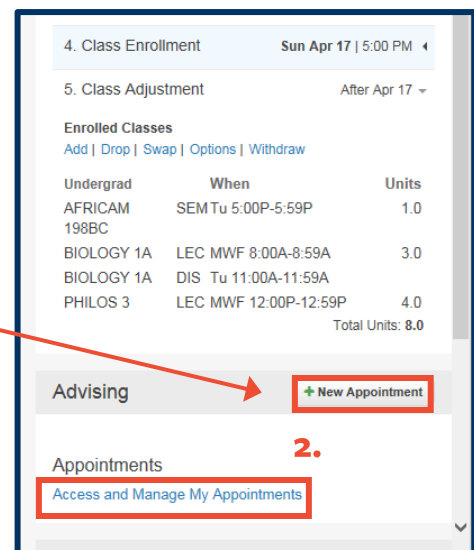 4. Class Enrollment Sun Apr 17 | 5:00 PM
5. Class Adjustment After Apr 17
Enrolled Classes
Add | Drop | Swap | Options | Withdraw
Undergrad When Units
AFRICAM SEM Tu 5:00P-5:59P 1.0
198BC
BIOLOGY 1A LEC MWF 8:00A-8:59A 3.0
BIOLOGY 1A DIS Tu 11:00A-11:59A
PHILOS 3 LEC MWF 12:00P-12:59P 4.0
Total Units: 8.0
Advising + New Appointment
2.
Appointments
Access and Manage My Appointments